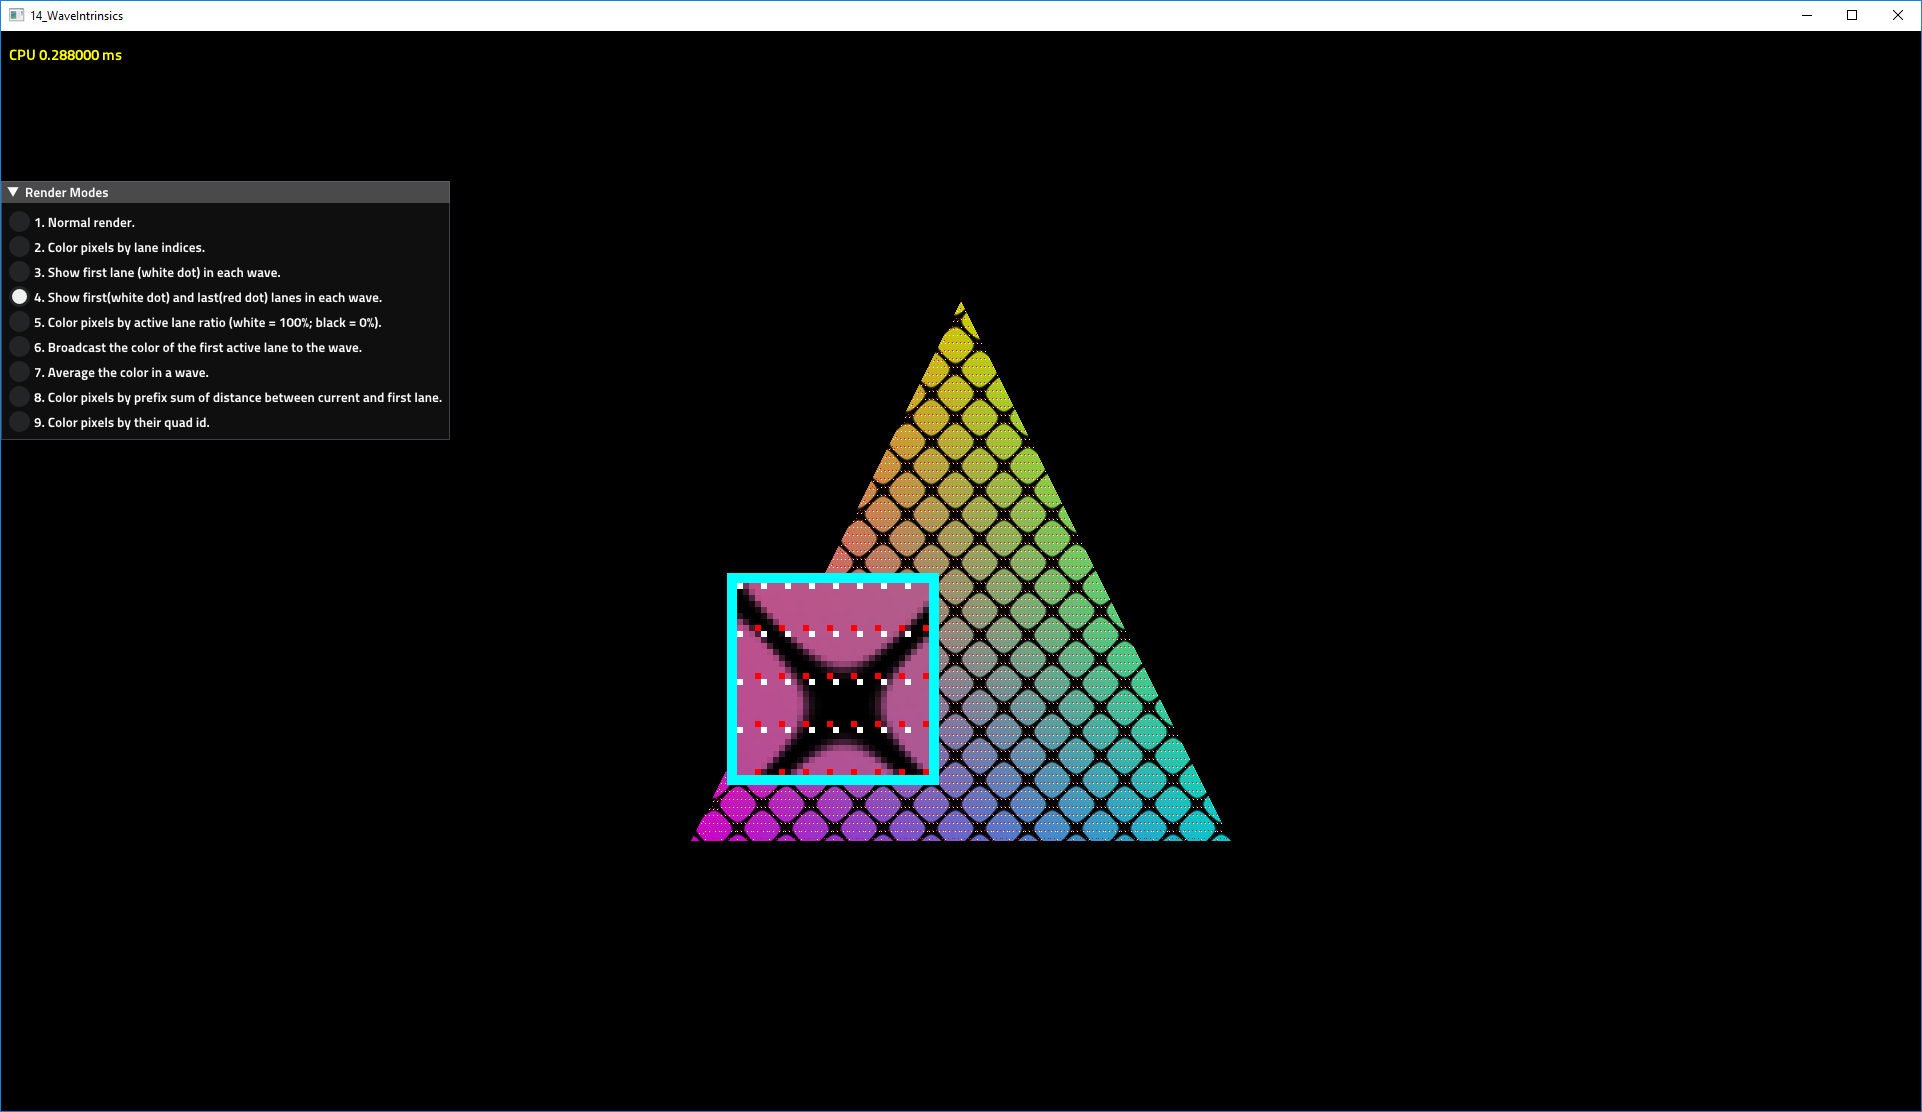 14_WaveIntrinsics
CPU 0.288000 ms
Render Modes
1. Normal render.
2. Color pixels by lane indices.
3. Show first lane (white dot) in each wave.
4. Show first(white dot) and last(red dot) lanes in each wave.
5. Color pixels by active lane ratio (white = 100%; black = 0%).
6. Broadcast the color of the first active lane to the wave.
7. Average the color in a wave.
8. Color pixels by prefix sum of distance between current and first lane.
9. Color pixels by their quad id.